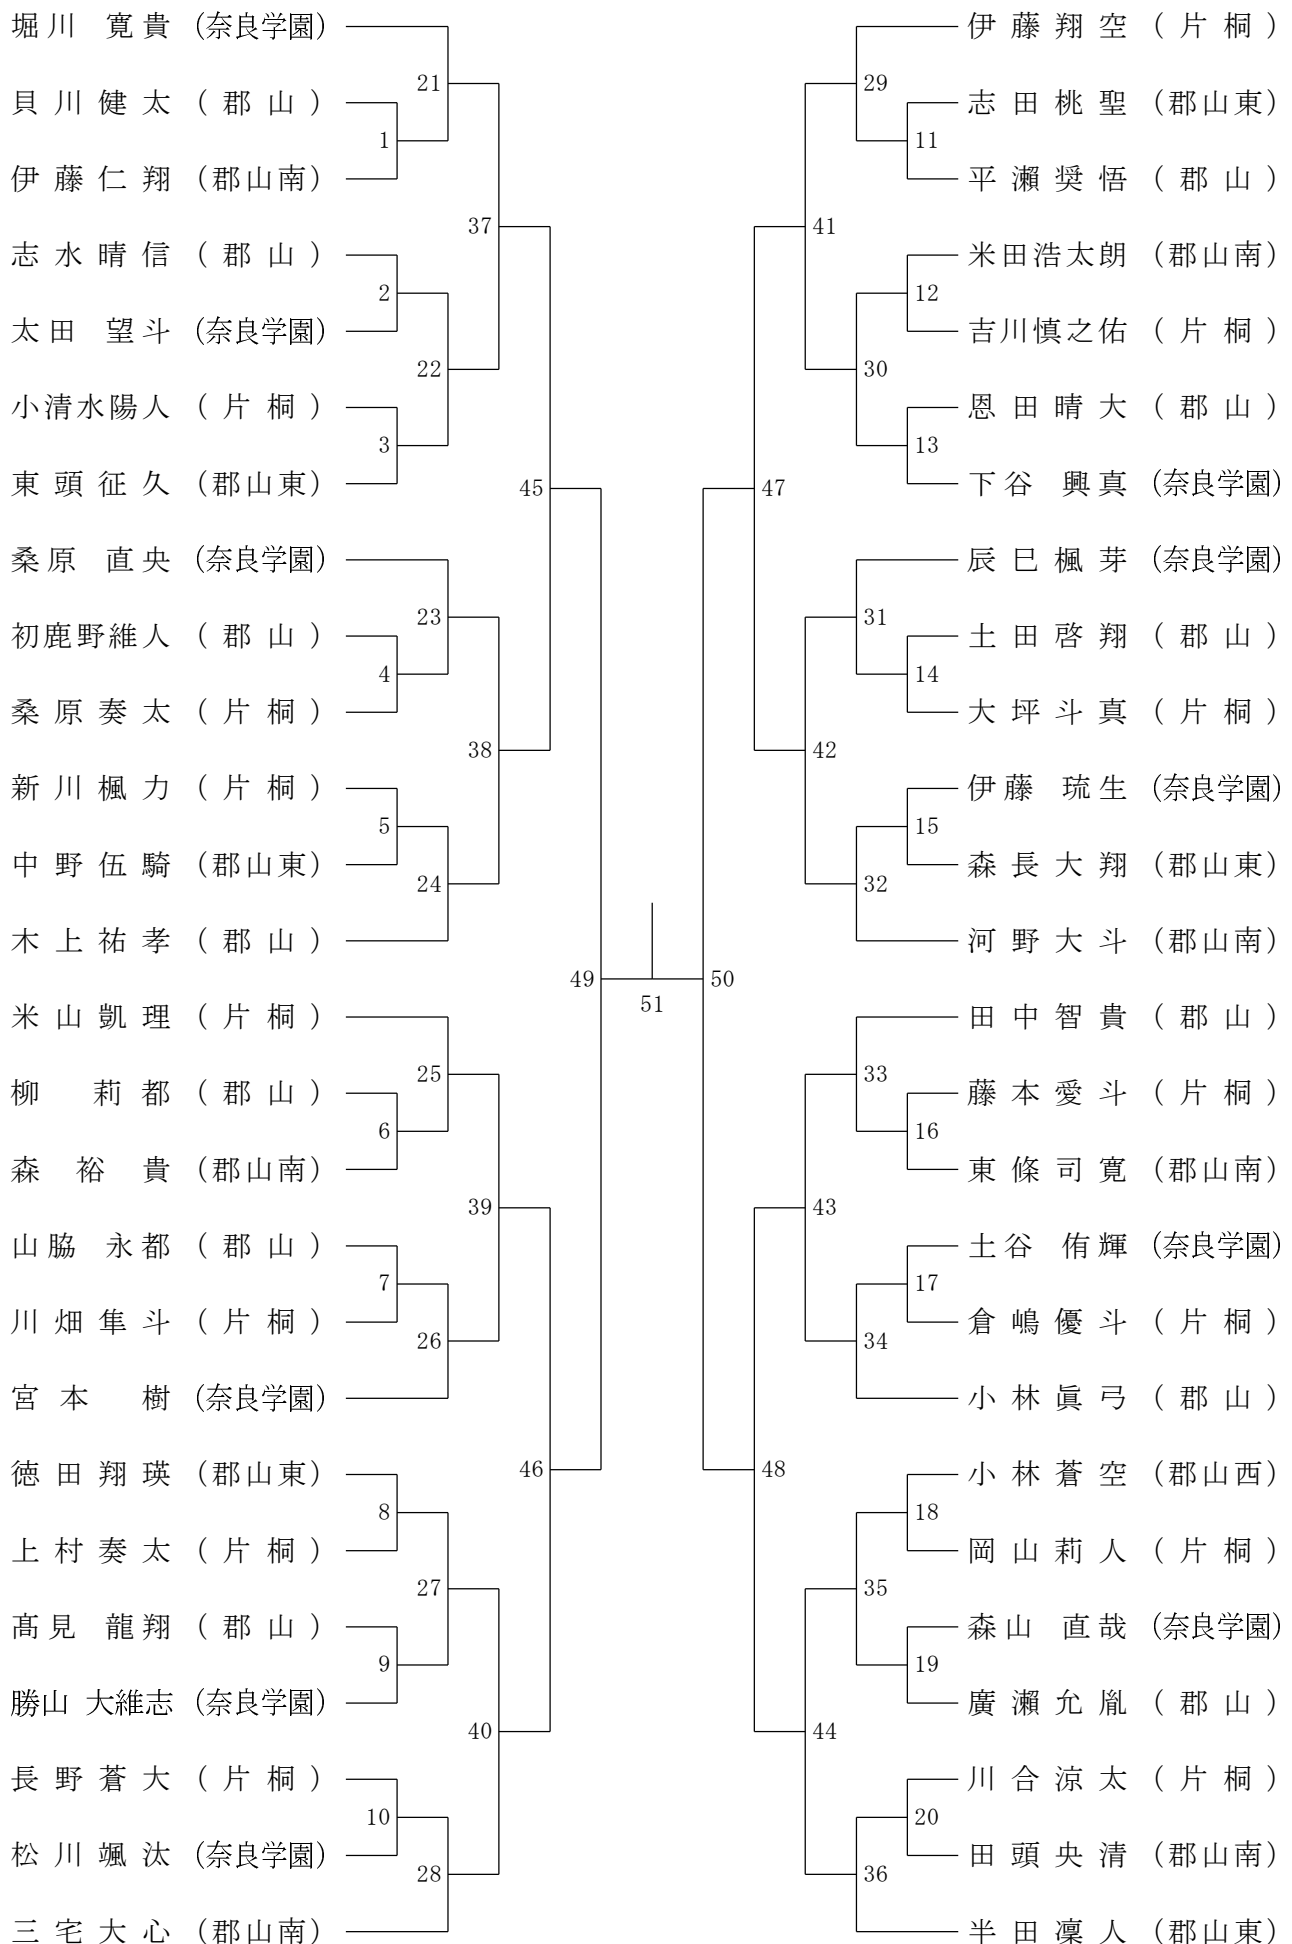 堀川 寛貴 (奈良学園)
貝川健太 (郡山)
伊藤仁翔 (郡山南)
志水晴信 (郡山)
太田 望斗 (奈良学園)
小清水陽人 (片桐)
東頭征久 (郡山東)
桑原 直央 (奈良学園)
初鹿野維人 (郡山)
桑原奏太 (片桐)
新川楓力 (片桐)
中野伍騎 (郡山東)
木上祐孝 (郡山)
米山凱理 (片桐)
柳 莉都 (郡山)
森裕貴 (郡山南)
山脇 永都 (郡山)
川畑隼斗 (片桐)
宮本 樹 (奈良学園)
徳田翔瑛 (郡山東)
上村奏太 (片桐)
髙見 龍翔 (郡山)
勝山 大維志 (奈良学園)
長野蒼大 (片桐)
松川颯汰 (奈良学園)
三宅大心 (郡山南)
1
2
3
4
5
6
7
8
9
10
21
22
23
24
25
26
27
28
37
38
39
40
45
46
49
51
50
47
48
41
42
43
44
29
30
31
32
33
34
35
36
11
12
13
14
15
16
17
18
19
20
伊藤翔空 (片桐)
志田桃聖 (郡山東)
平瀬奨悟 (郡山)
米田浩太朗 (郡山南)
吉川慎之佑 (片桐)
恩田晴大 (郡山)
下谷 興真 (奈良学園)
辰巳楓芽 (奈良学園)
土田啓翔 (郡山)
大坪斗真 (片桐)
伊藤 琉生 (奈良学園)
森長大翔 (郡山東)
河野大斗 (郡山南)
田中智貴 (郡山)
藤本愛斗 (片桐)
東條司寛 (郡山南)
土谷 侑輝 (奈良学園)
倉嶋優斗 (片桐)
小林眞弓 (郡山)
小林蒼空 (郡山西)
岡山莉人 (片桐)
森山 直哉 (奈良学園)
廣瀬允胤 (郡山)
川合涼太 (片桐)
田頭央清 (郡山南)
半田凜人 (郡山東)